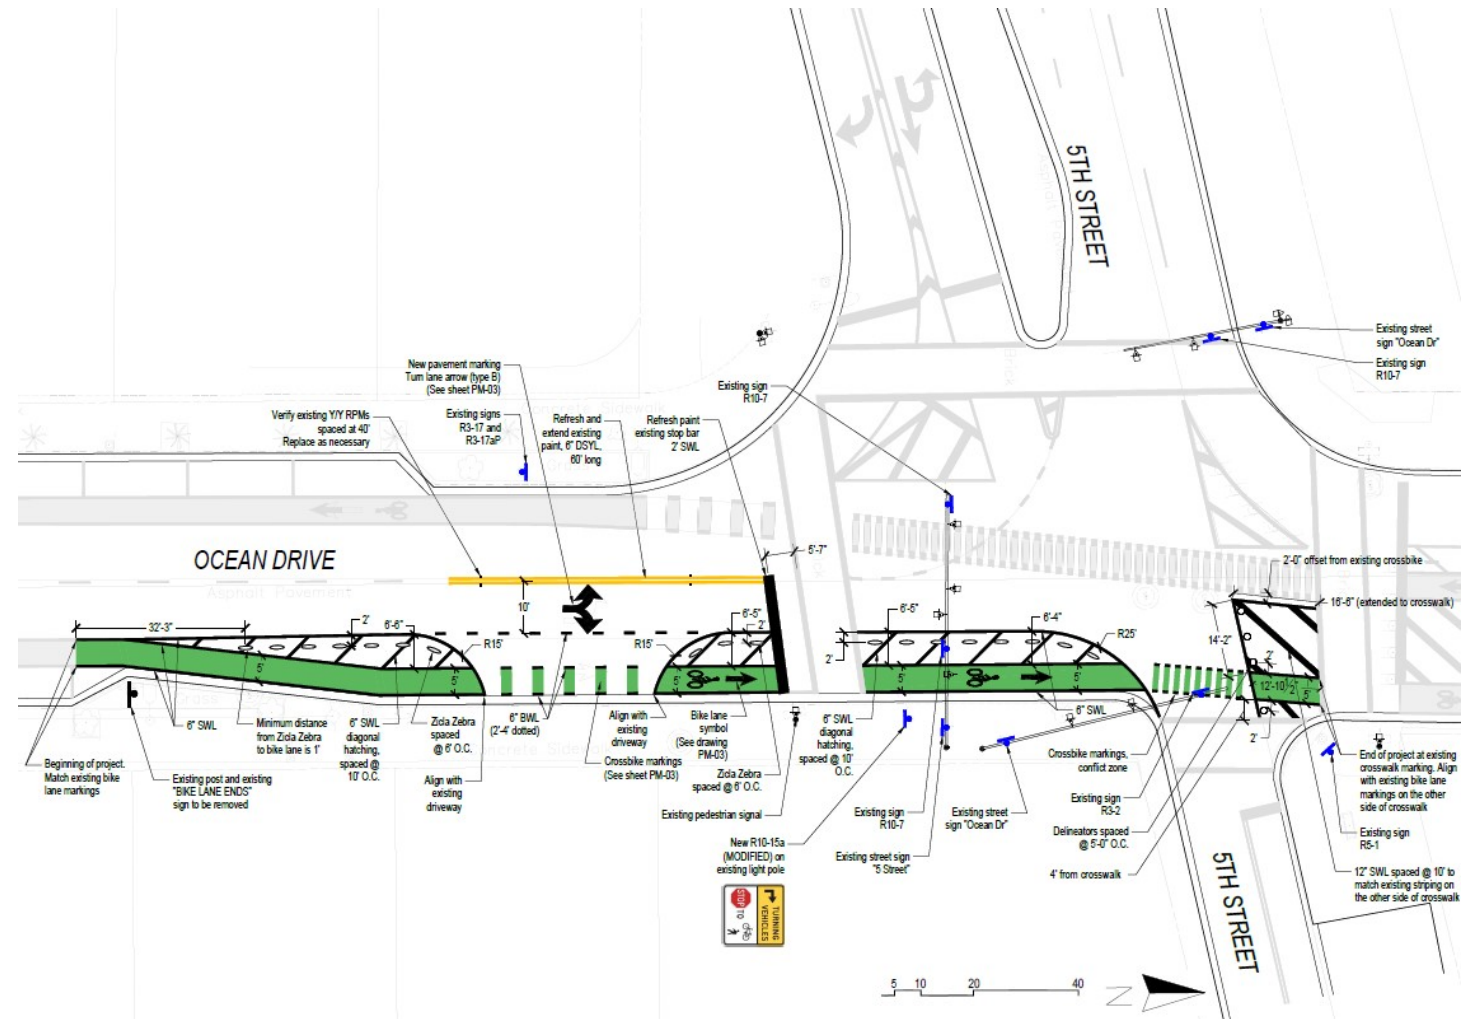 5TH STREET
Existing street
sign "Ocean Dr"
Existing sign
R10-7
New pavement marking
Turn lane arrow (type B)
(See sheet PM-03)
Existing sign
R10-7
Verify existing Y/Y RPMs
spaced at 40'
Replace as necessary
Existing signs
R3-17 and
R3-17aP
Refresh and
extend existing
paint, 6" DSYL,
60' long
Refresh paint
existing stop bar
2' SWL
Concrete Sidewalk
OCEAN DRIVE
Asphalt Pavement
5'-7"
2'-0" offset from existing crossbike
16'-6" (extended to crosswalk)
10'
32'-3"
2'
6'-6"
R15'
R15'
6'-5"
2'
6'-5"
2'
6'-4"
R25'
14'-2"
2'
12'-10 1/2"
2'
5'
5'
5'
5'
5'
5'
5'
2'
6" SWL
Minimum distance
from Zicla Zebra
to bike lane is 1'
6" SWL
diagonal
hatching,
spaced @
10' O.C.
Zicla Zebra
spaced
@ 6' O.C.
6" BWL
(2'-4' dotted)
Align with
existing
driveway
Bike lane
symbol
(See drawing
PM-03)
6" SWL
diagonal
hatching,
spaced @ 10'
O.C.
6" SWL
Beginning of project.
Match existing bike
lane markings
Existing post and existing
"BIKE LANE ENDS"
sign to be removed
Align with
existing
driveway
Crossbike markings
(See sheet PM-03)
Zicla Zebra
spaced @ 6' O.C.
Existing pedestrian signal
Crossbike markings,
conflict zone
End of project at existing
crosswalk marking. Align
with existing bike lane
markings on the other
side of crosswalk
Existing sign
R10-7
Existing street
sign "Ocean Dr"
Existing sign
R3-2
Delineators spaced
@ 5'-0" O.C.
Existing sign
R5-1
New R10-15a
(MODIFIED) on
existing light pole
Existing street sign
"5 Street"
4' from crosswalk
12" SWL spaced @ 10' to
match existing striping on
the other side of crosswalk
TURNING
VEHICLES
STOP TO
5TH STREET
5 10 20 40
N